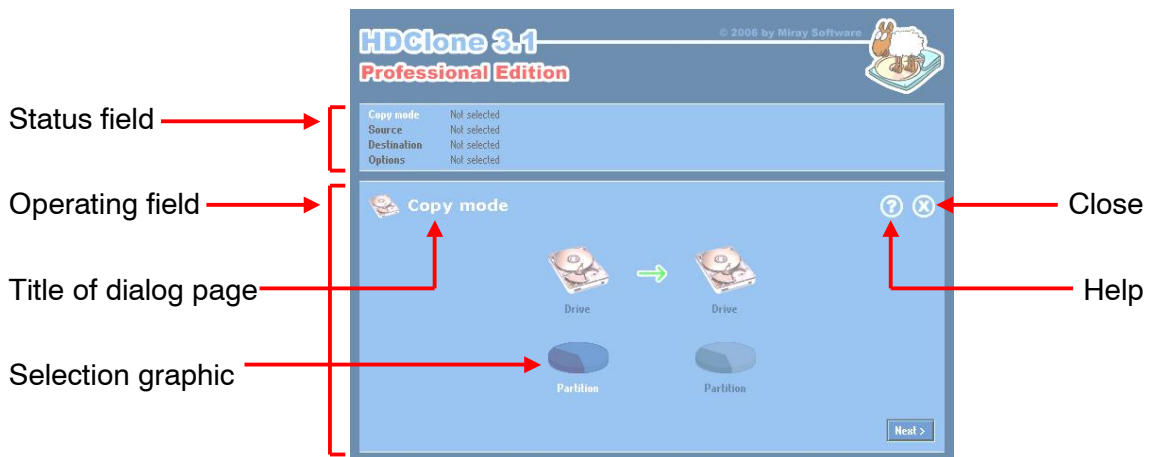 HDClone 3.1
© 2006 by Miray Software
Professional Edition
Status field
Copy mode Not selected
Source Not selected
Destination Not selected
Options Not selected
Operating field
Copy mode
?
X
Close
Title of dialog page
Drive
Drive
Help
Selection graphic
Partition
Partition
Next >